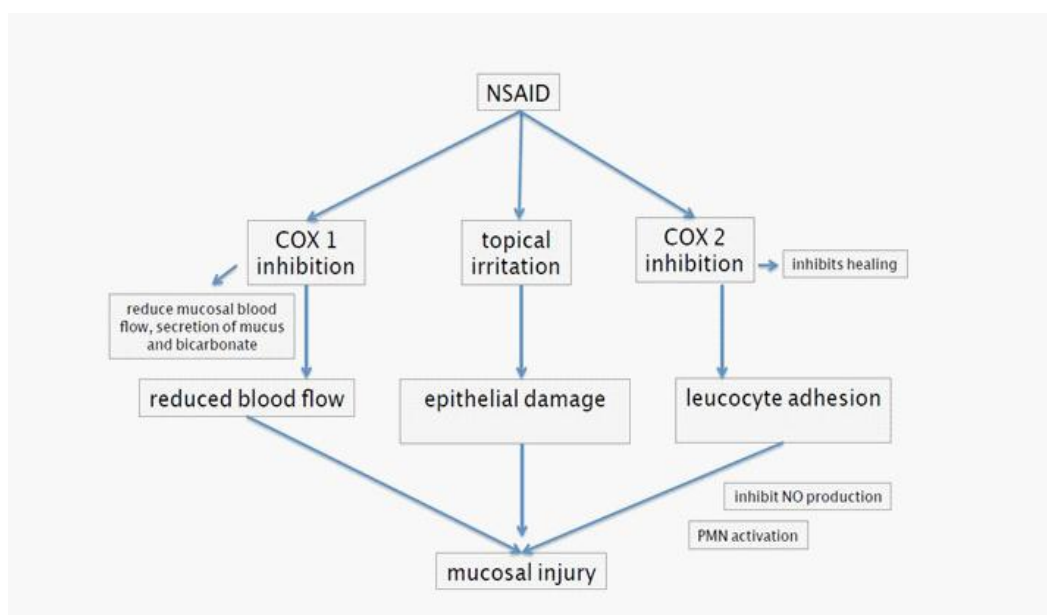 NSAID
COX 1
inhibition
topical
irritation
COX 2
inhibition
inhibits healing
reduce mucosal blood
flow, secretion of mucus
and bicarbonate
reduced blood flow
epithelial damage
leucocyte adhesion
inhibit NO production
PMN activation
mucosal injury